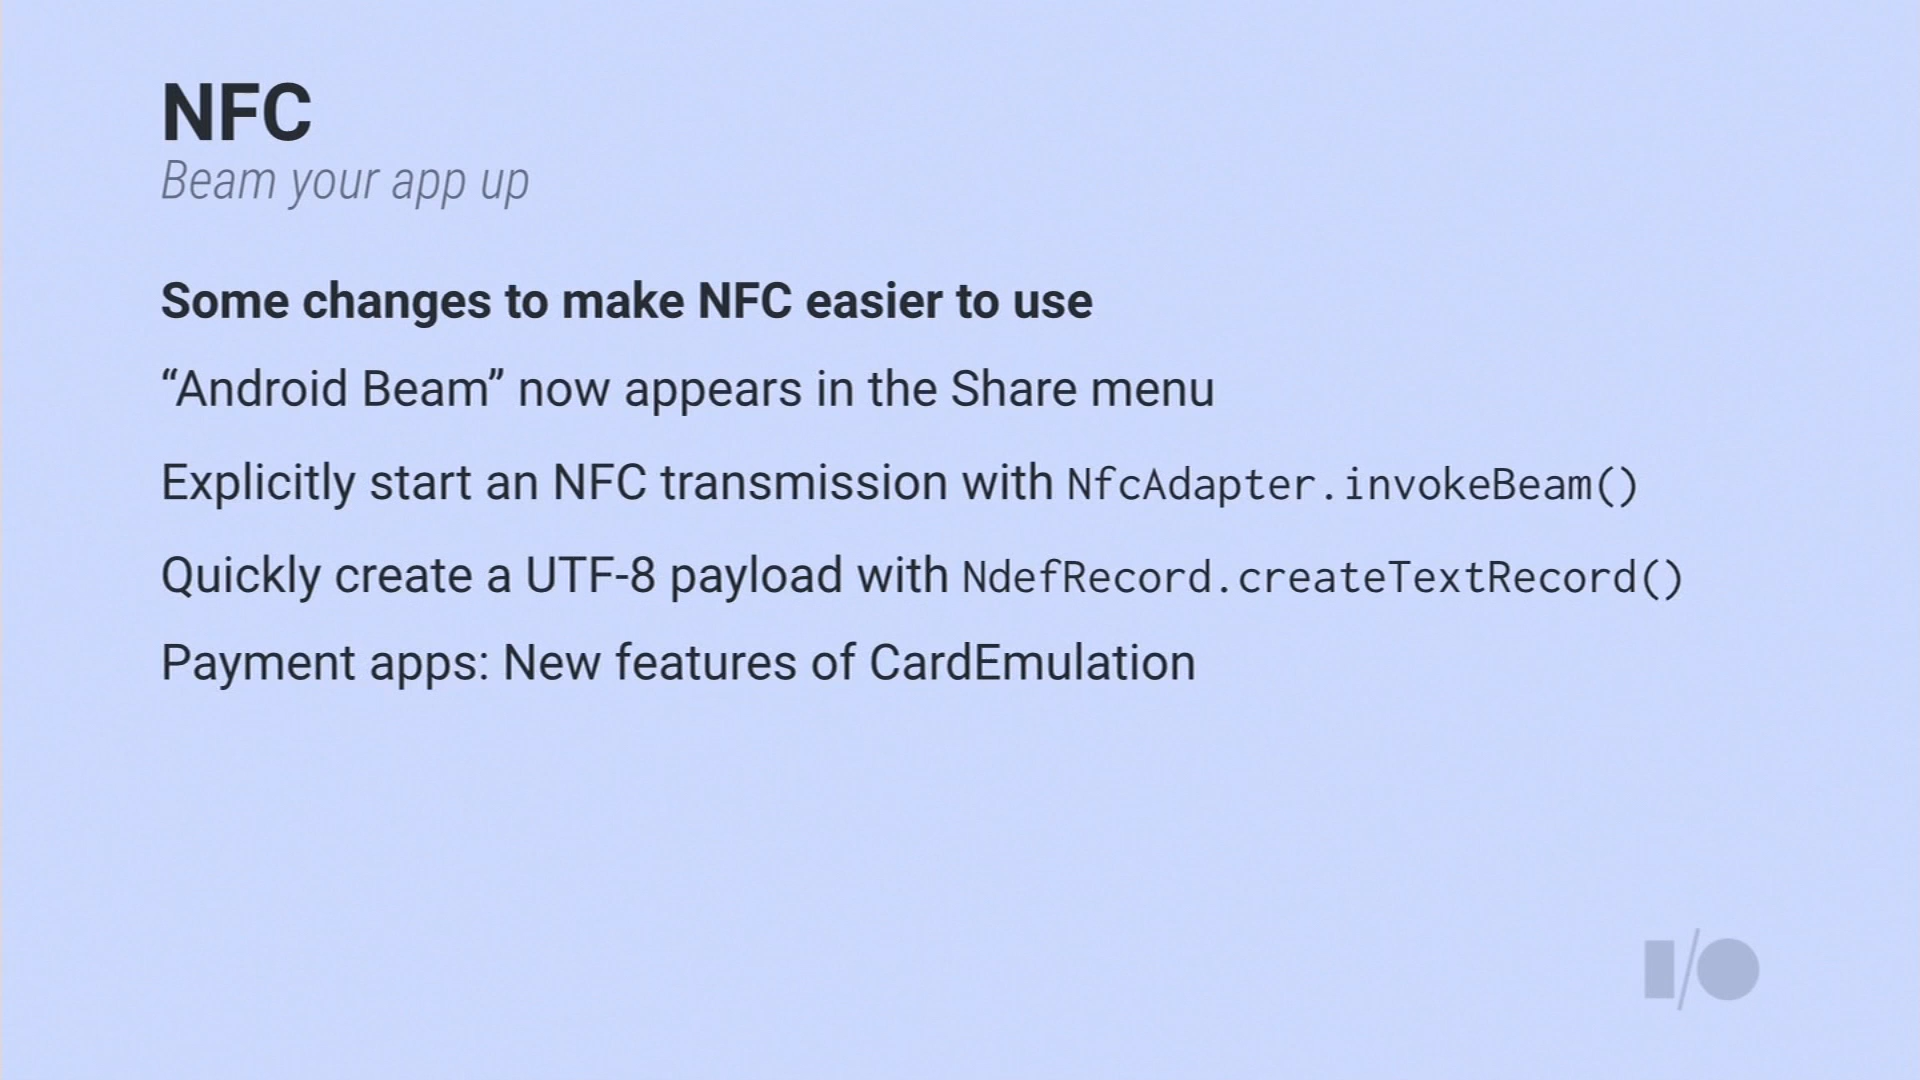 NFC
Beam your app up
Some changes to make NFC easier to use
“Android Beam” now appears in the Share menu
Explicitly start an NFC transmission with NfcAdapter.invokeBeam()
Quickly create a UTF-8 payload with NdefRecord.createTextRecord()
Payment apps: New features of CardEmulation
I/O